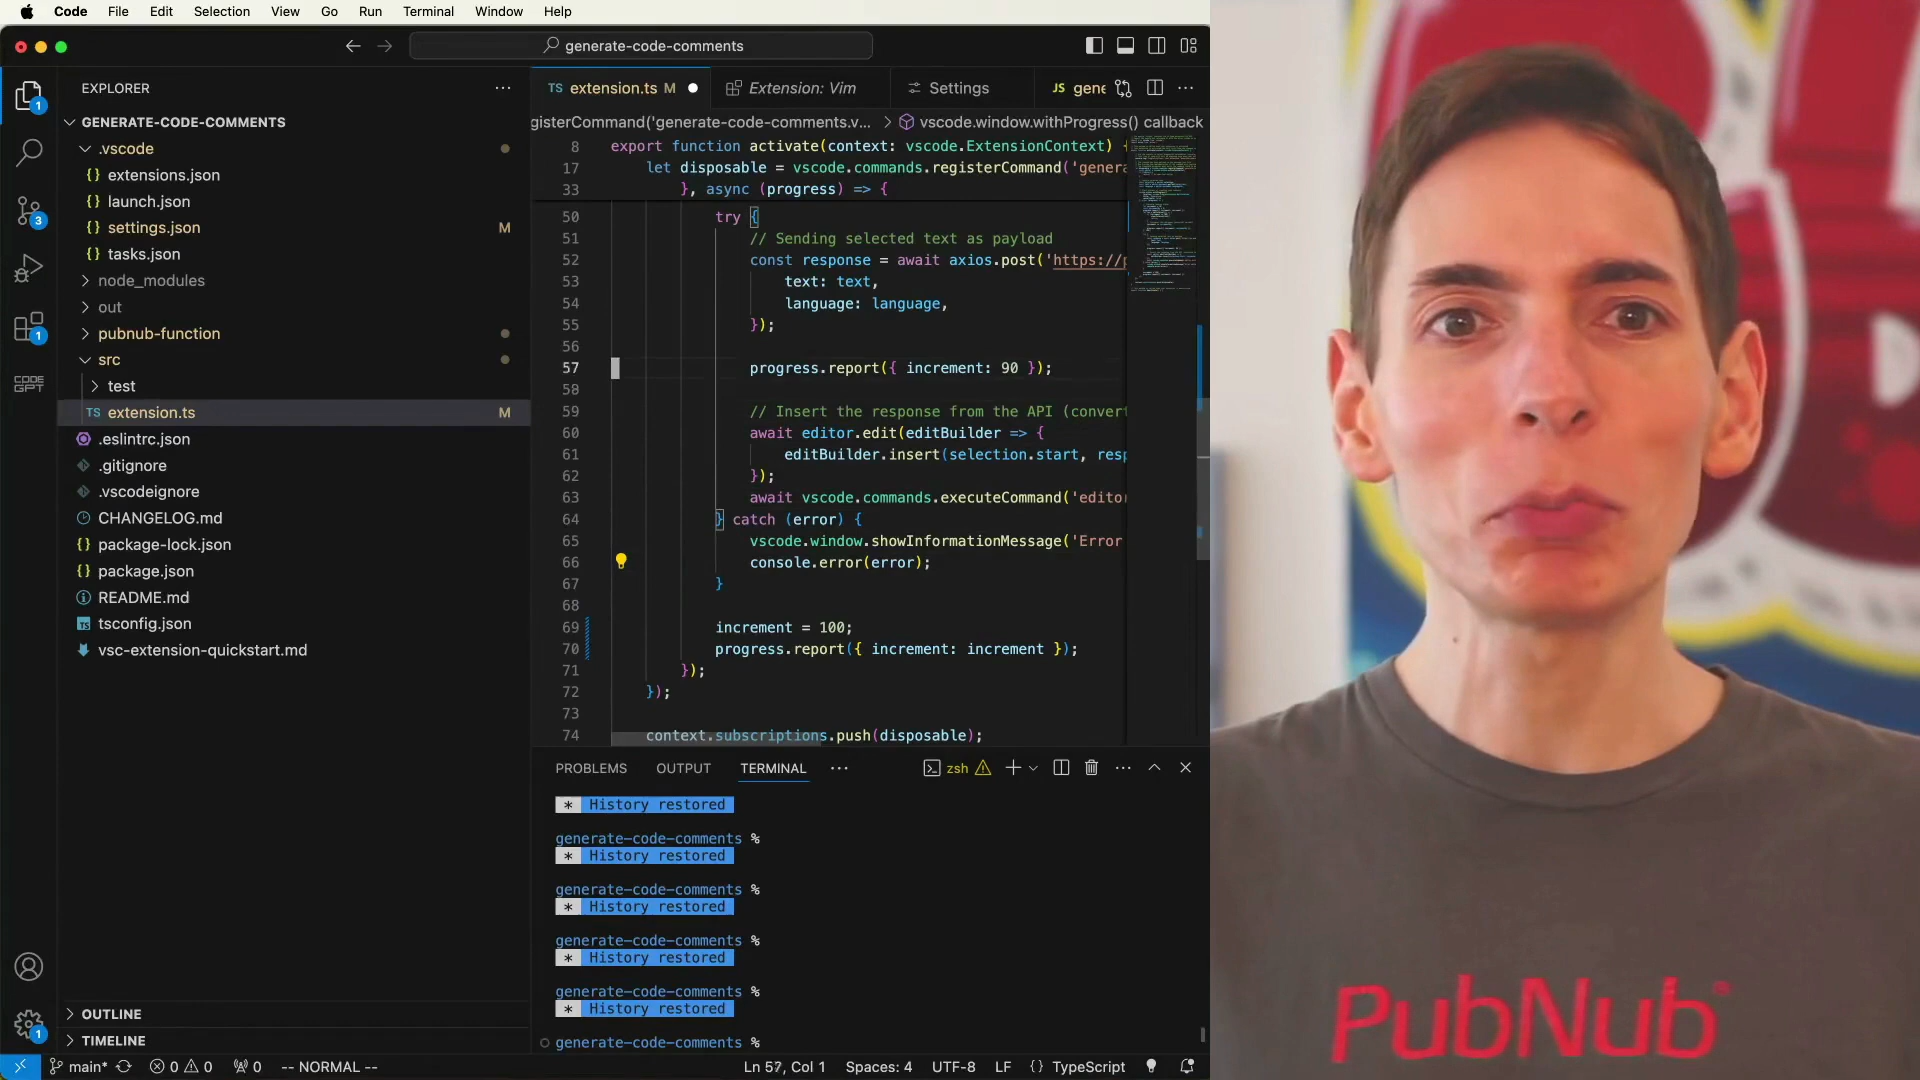 Code File Edit Selection View Go Run Terminal Window Help
generate-code-comments
EXPLORER
GENERATE-CODE-COMMENTS
.vscode
{} extensions.json
{} launch.json
{} settings.json M
{} tasks.json
node_modules
out
pubnub-function
src
test
TS extension.ts M
.eslintrc.json
.gitignore
.vscodeignore
CHANGELOG.md
{} package-lock.json
{} package.json
README.md
tsconfig.json
vsc-extension-quickstart.md
OUTLINE
TIMELINE
1
3
1
CODE GPT
1
TS extension.ts M
Extension: Vim
Settings
JS gene
gisterCommand('generate-code-comments.v... > vscode.window.withProgress() callback
8 export function activate(context: vscode.ExtensionContext) {
17 let disposable = vscode.commands.registerCommand('genera
33 }, async (progress) => {
50 try {
51 // Sending selected text as payload
52 const response = await axios.post('https://p
53 text: text,
54 language: language,
55 });
56
57 progress.report({ increment: 90 });
58
59 // Insert the response from the API (convert
60 await editor.edit(editBuilder => {
61 editBuilder.insert(selection.start, resp
62 });
63 await vscode.commands.executeCommand('editor
64 } catch (error) {
65 vscode.window.showInformationMessage('Error
66 console.error(error);
67 }
68
69 increment = 100;
70 progress.report({ increment: increment });
71 });
72 });
73
74 context.subscriptions.push(disposable);
PROBLEMS OUTPUT TERMINAL ... zsh
* History restored
generate-code-comments %
* History restored
generate-code-comments %
* History restored
generate-code-comments %
* History restored
generate-code-comments %
* History restored
generate-code-comments %
main* 0 0 0 -- NORMAL -- Ln 57, Col 1 Spaces: 4 UTF-8 LF {} TypeScript
PubNub